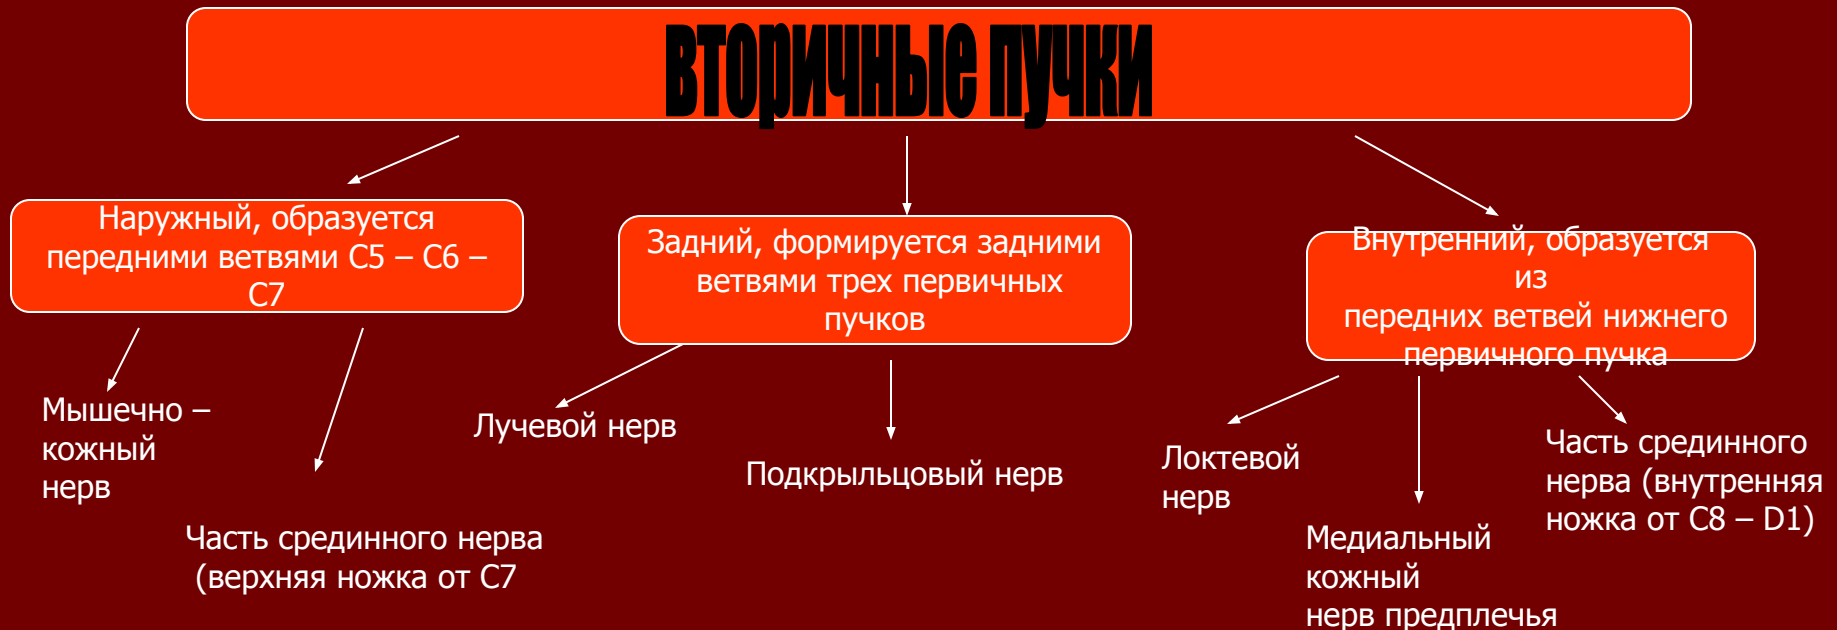 вторичные пучки
Наружный, образуется
передними ветвями С5 – С6 –
С7
Задний, формируется задними
ветвями трех первичных
пучков
Внутренний, образуется
из
передних ветвей нижнего
первичного пучка
Мышечно –
кожный
нерв
Часть срединного нерва
(верхняя ножка от С7
Лучевой нерв
Подкрыльцовый нерв
Локтевой
нерв
Медиальный
кожный
нерв предплечья
Часть срединного
нерва (внутренняя
ножка от С8 – D1)